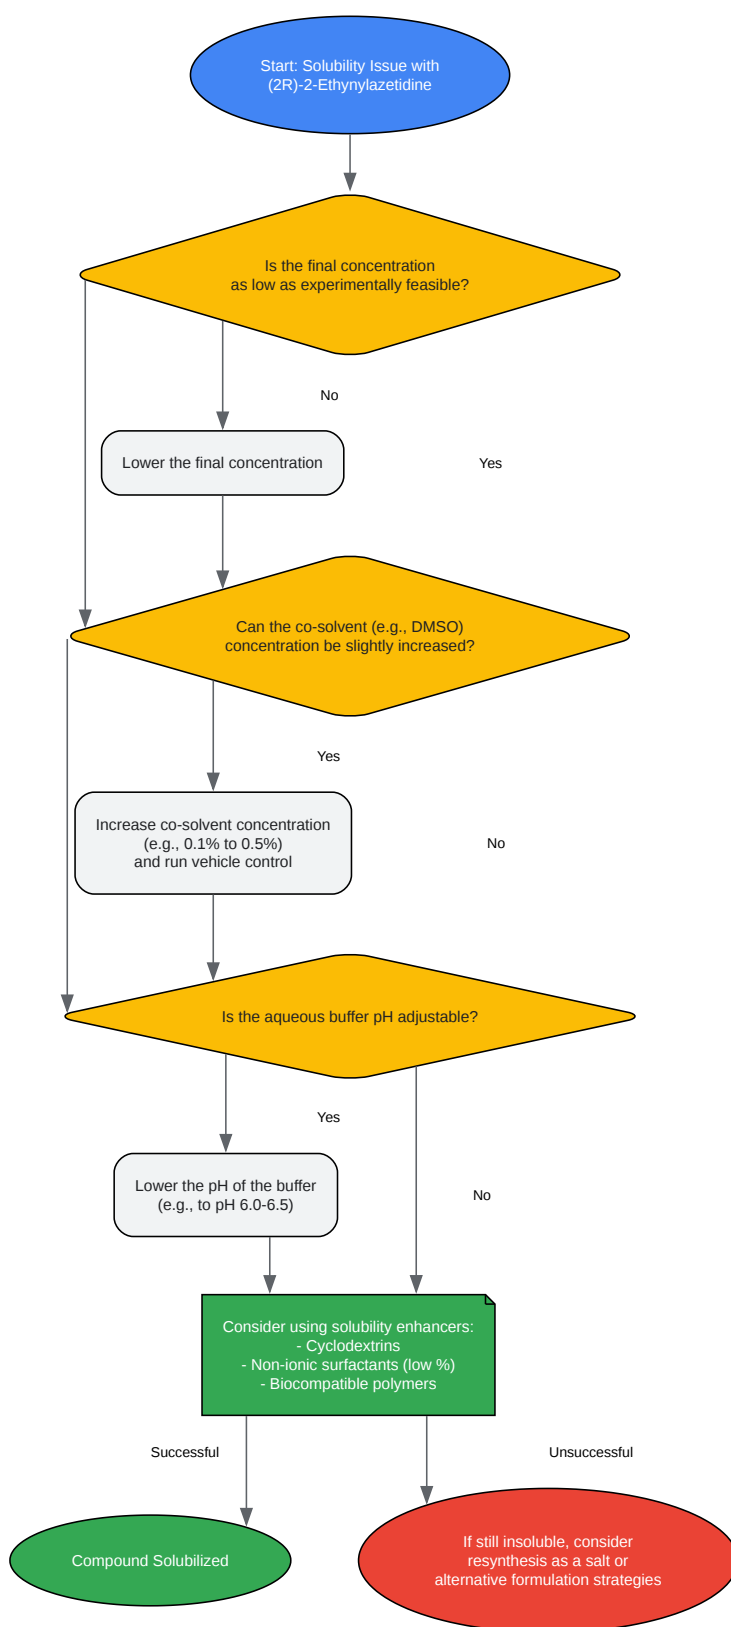 Start: Solubility Issue with
(2R)-2-Ethynylazetidine
Is the final concentration
as low as experimentally feasible?
No
Lower the final concentration
Yes
Can the co-solvent (e.g., DMSO)
concentration be slightly increased?
Yes
Increase co-solvent concentration
(e.g., 0.1% to 0.5%)
and run vehicle control
No
Is the aqueous buffer pH adjustable?
Yes
Lower the pH of the buffer
(e.g., to pH 6.0-6.5)
No
Consider using solubility enhancers:
- Cyclodextrins
- Non-ionic surfactants (low %)
- Biocompatible polymers
Successful
Unsuccessful
Compound Solubilized
If still insoluble, consider
resynthesis as a salt or
alternative formulation strategies